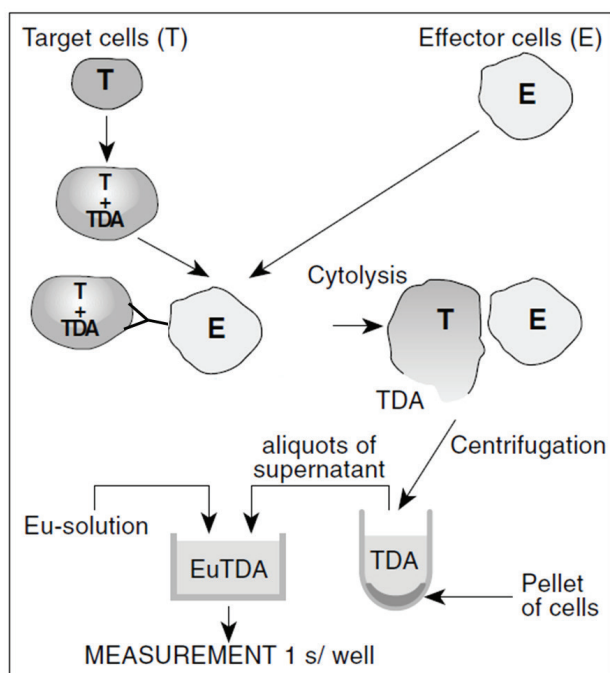 Target cells (T)
Effector cells (E)
T
E
T
+
TDA
T
+
TDA
E
Cytolysis
T
E
TDA
Centrifugation
aliquots of
supernatant
Eu-solution
EuTDA
TDA
Pellet
of cells
MEASUREMENT 1 s/ well